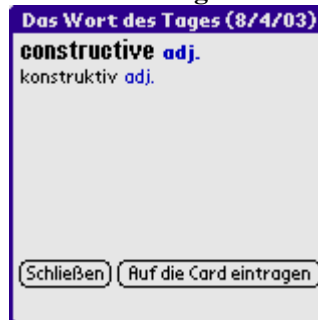 Das Wort des Tages (8/4/03)
constructive adj.
konstruktiv adj.
Schließen Auf die Card eintragen